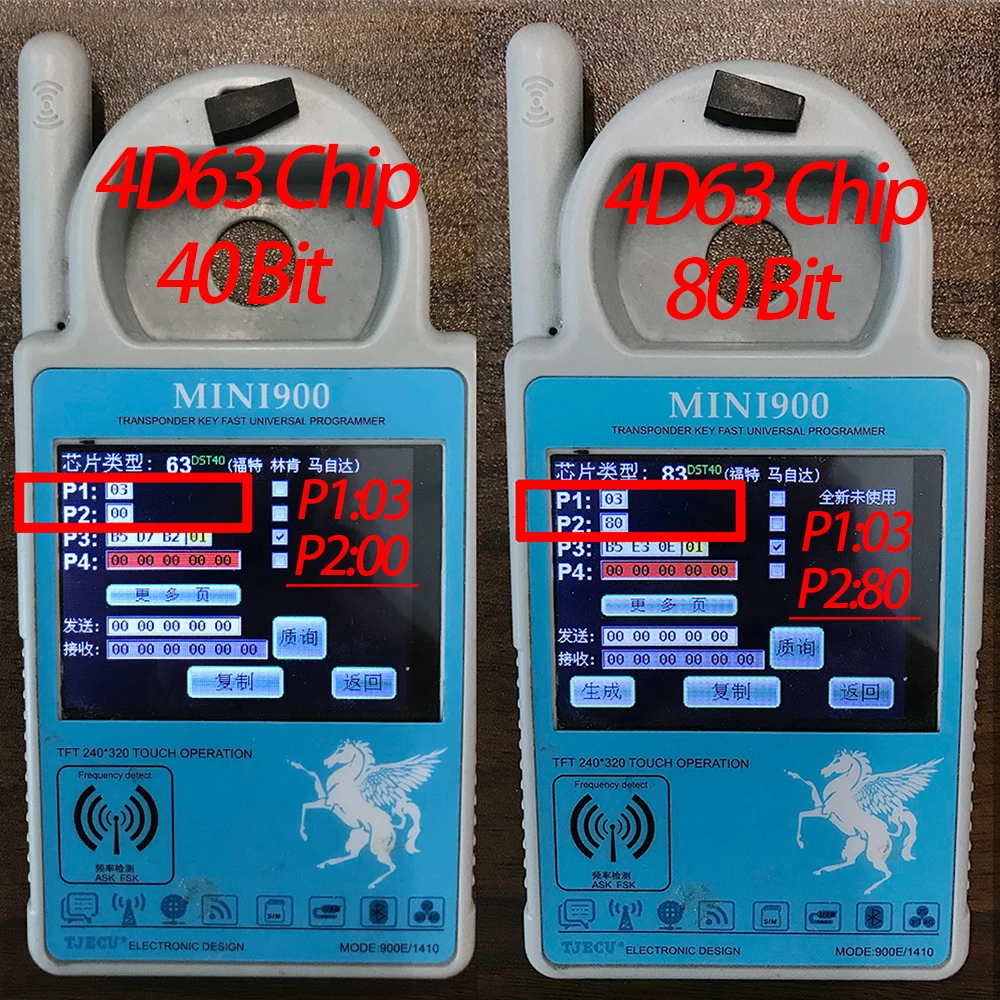 4D63 Chip
40 Bit
MINI900
TRANSPONDER KEY FAST UNIVERSAL PROGRAMMER
芯片类型: 63DST40 (福特 林肯 马自达)
P1: 03
P2: 00
P3: B5 D7 B2 01
P4: 00 00 00 00 00 00
P1:03
P2:00
更多页
发送: 00 00 00 00 00
接收: 00 00 00 00 00 00
质询
复制
返回
TFT 240*320 TOUCH OPERATION
Frequency detect
频率检测
ASK FSK
SIM
USB
TJECU® ELECTRONIC DESIGN
MODE:900E/1410
4D63 Chip
80 Bit
MINI900
TRANSPONDER KEY FAST UNIVERSAL PROGRAMMER
芯片类型: 83DST40 (福特 马自达)
P1: 03
全新未使用
P2: 80
P3: B5 E3 0E 01
P4: 00 00 00 00 00 00
P1:03
P2:80
更多页
发送: 00 00 00 00 00
接收: 00 00 00 00 00 00
质询
生成
复制
返回
TFT 240*320 TOUCH OPERATION
Frequency detect
频率检测
ASK FSK
SIM
USB
TJECU® ELECTRONIC DESIGN
MODE:900E/1410